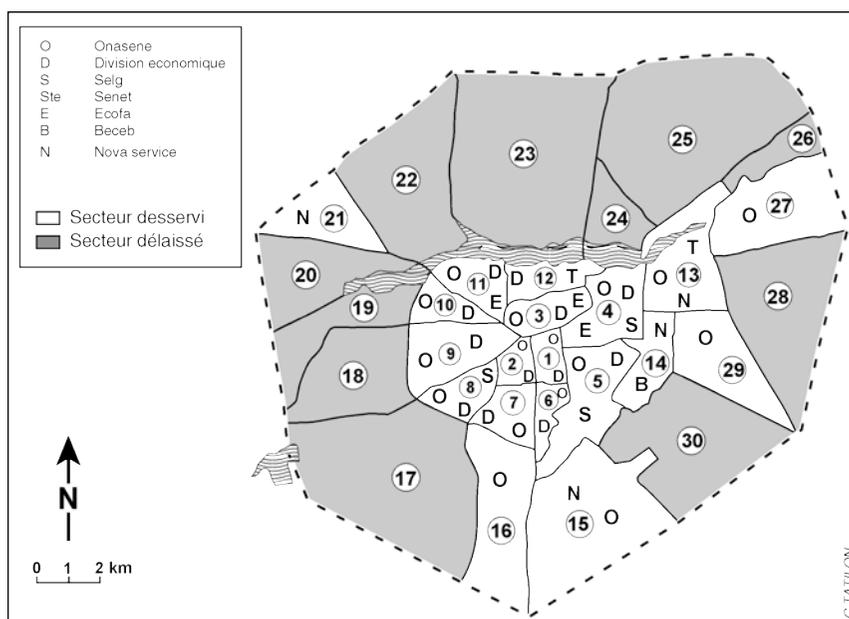 O Onasene
D Division economique
S Selg
Ste Senet
E Ecofa
B Beceb
N Nova service
Secteur desservi
Secteur délaissé
25
26
23
22
27
O
N 21
24
T
20
O D D 12 T
13
11
O
O D
28
19
O 10
E
E
4
N
D
O 3 D
E S
N
O
D
O O
9
2 1
O D
14
29
O
18
S
D D
5
B
8
O
7
6 O
D D
D
S
O
30
17
O
N
16
15 O
N
0 1 2 km